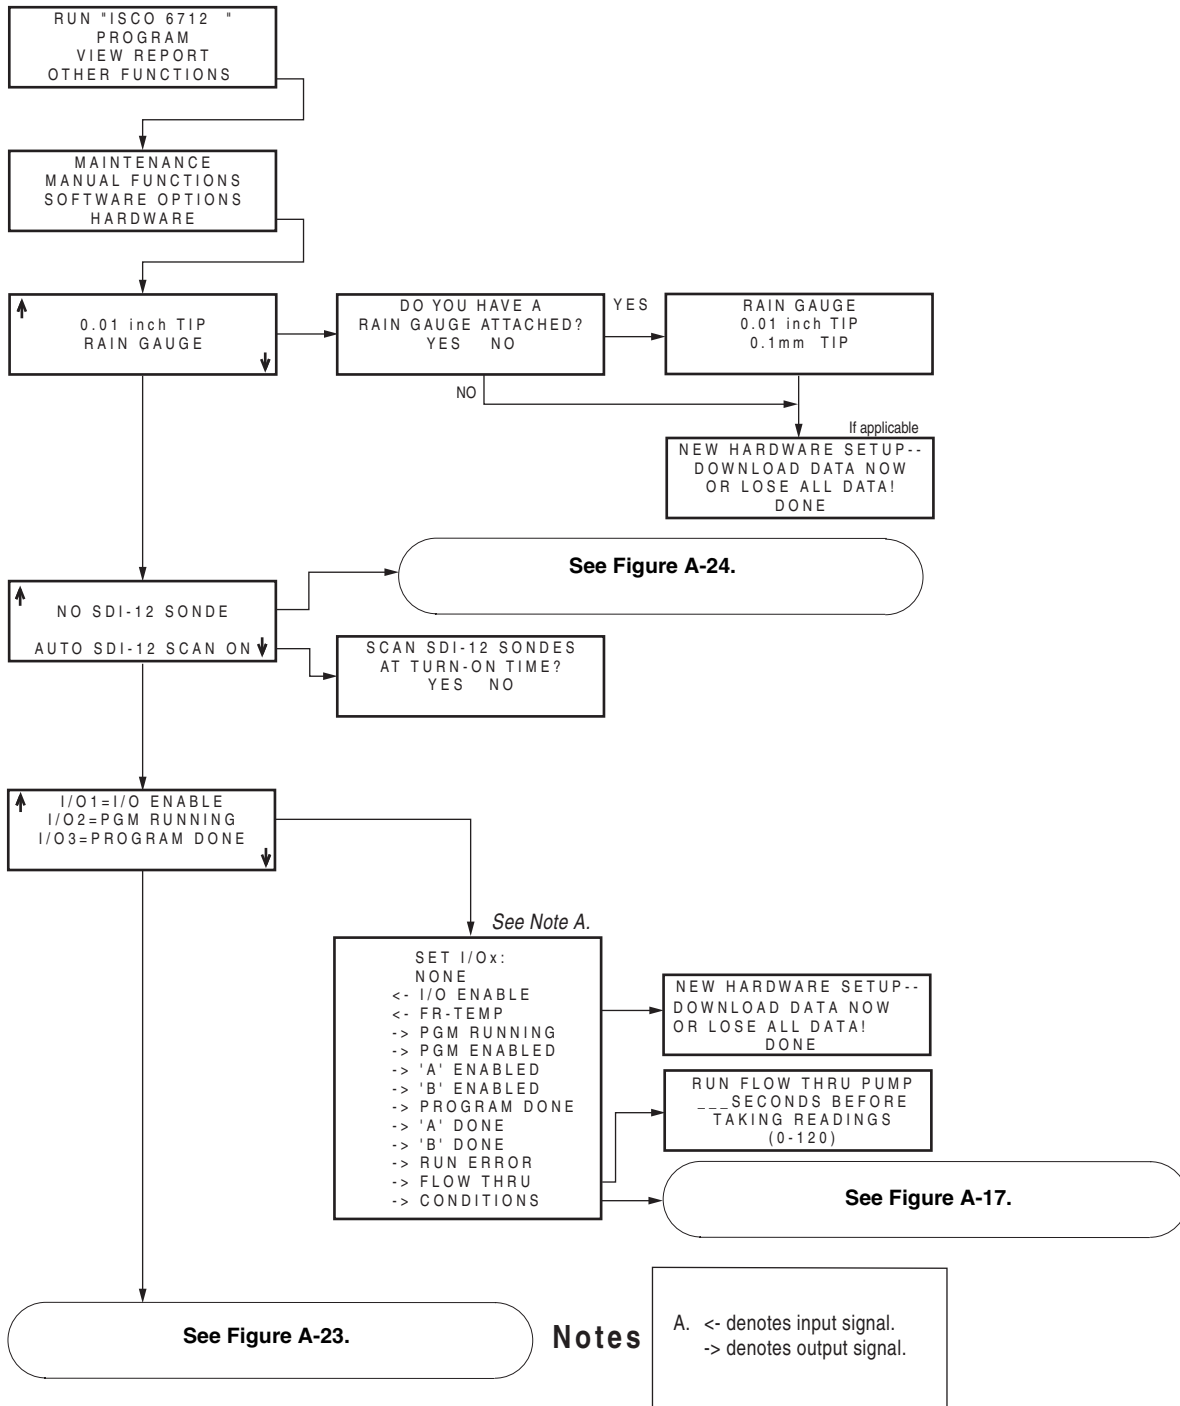 RUN "ISCO 6712 "
PROGRAM
VIEW REPORT
OTHER FUNCTIONS
MAINTENANCE
MANUAL FUNCTIONS
SOFTWARE OPTIONS
HARDWARE
0.01 inch TIP
RAIN GAUGE
DO YOU HAVE A
RAIN GAUGE ATTACHED?
YES NO
YES
RAIN GAUGE
0.01 inch TIP
0.1mm TIP
NO
If applicable
NEW HARDWARE SETUP--
DOWNLOAD DATA NOW
OR LOSE ALL DATA!
DONE
See Figure A-24.
NO SDI-12 SONDE
AUTO SDI-12 SCAN ON
SCAN SDI-12 SONDES
AT TURN-ON TIME?
YES NO
I/O1=I/O ENABLE
I/O2=PGM RUNNING
I/O3=PROGRAM DONE
See Note A.
SET I/Ox:
NONE
<- I/O ENABLE
<- FR-TEMP
-> PGM RUNNING
-> PGM ENABLED
-> 'A' ENABLED
-> 'B' ENABLED
-> PROGRAM DONE
-> 'A' DONE
-> 'B' DONE
-> RUN ERROR
-> FLOW THRU
-> CONDITIONS
NEW HARDWARE SETUP--
DOWNLOAD DATA NOW
OR LOSE ALL DATA!
DONE
RUN FLOW THRU PUMP
___SECONDS BEFORE
TAKING READINGS
(0-120)
See Figure A-17.
See Figure A-23.
Notes
A. <- denotes input signal.
-> denotes output signal.